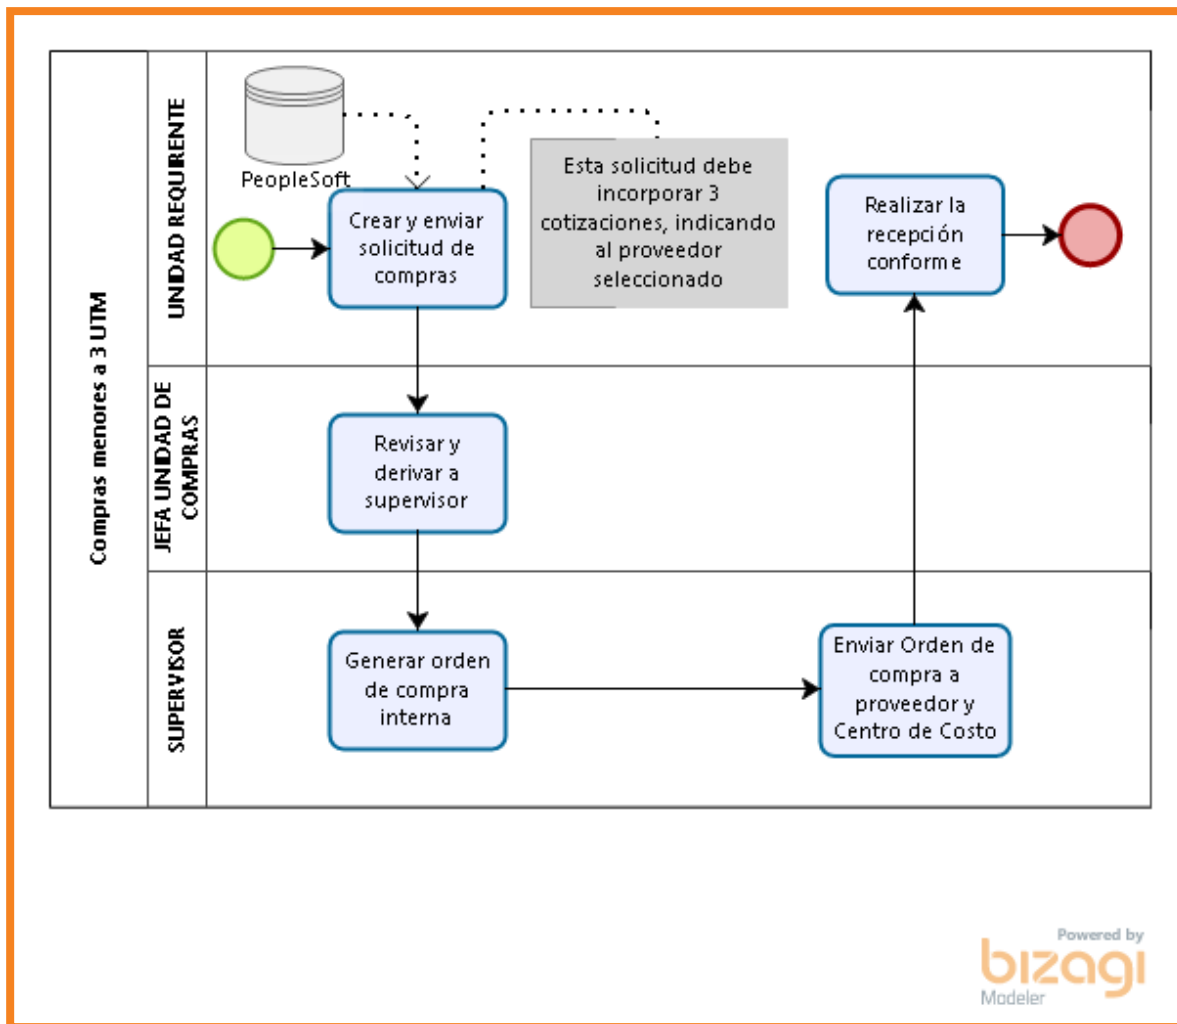 Compras menores a 3 UTM
UNIDAD REQUIRENTE
PeopleSoft
Crear y enviar
solicitud de
compras
Esta solicitud debe
incorporar 3
cotizaciones, indicando
al proveedor
seleccionado
Realizar la
recepción
conforme
JEFA UNIDAD DE
COMPRAS
Revisar y
derivar a
supervisor
SUPERVISOR
Generar orden
de compra
interna
Enviar Orden de
compra a
proveedor y
Centro de Costo
Powered by
bizagi
Modeler